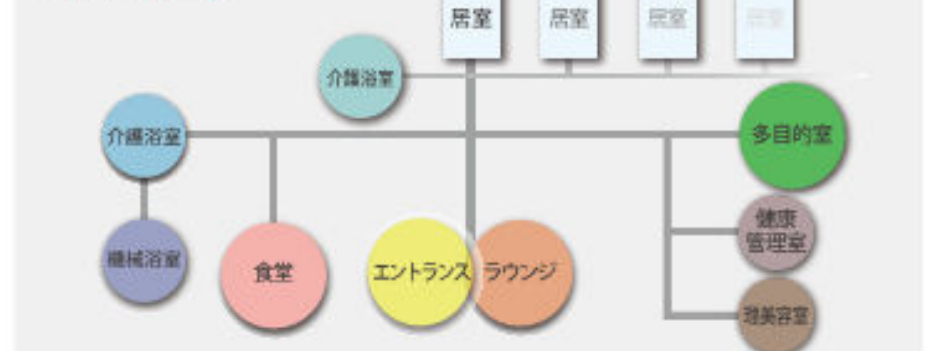 居室
居室
居室
居室
介護浴室
介護浴室
多目的室
健康
管理室
機械浴室
食堂
エントランス
ラウンジ
理美容室